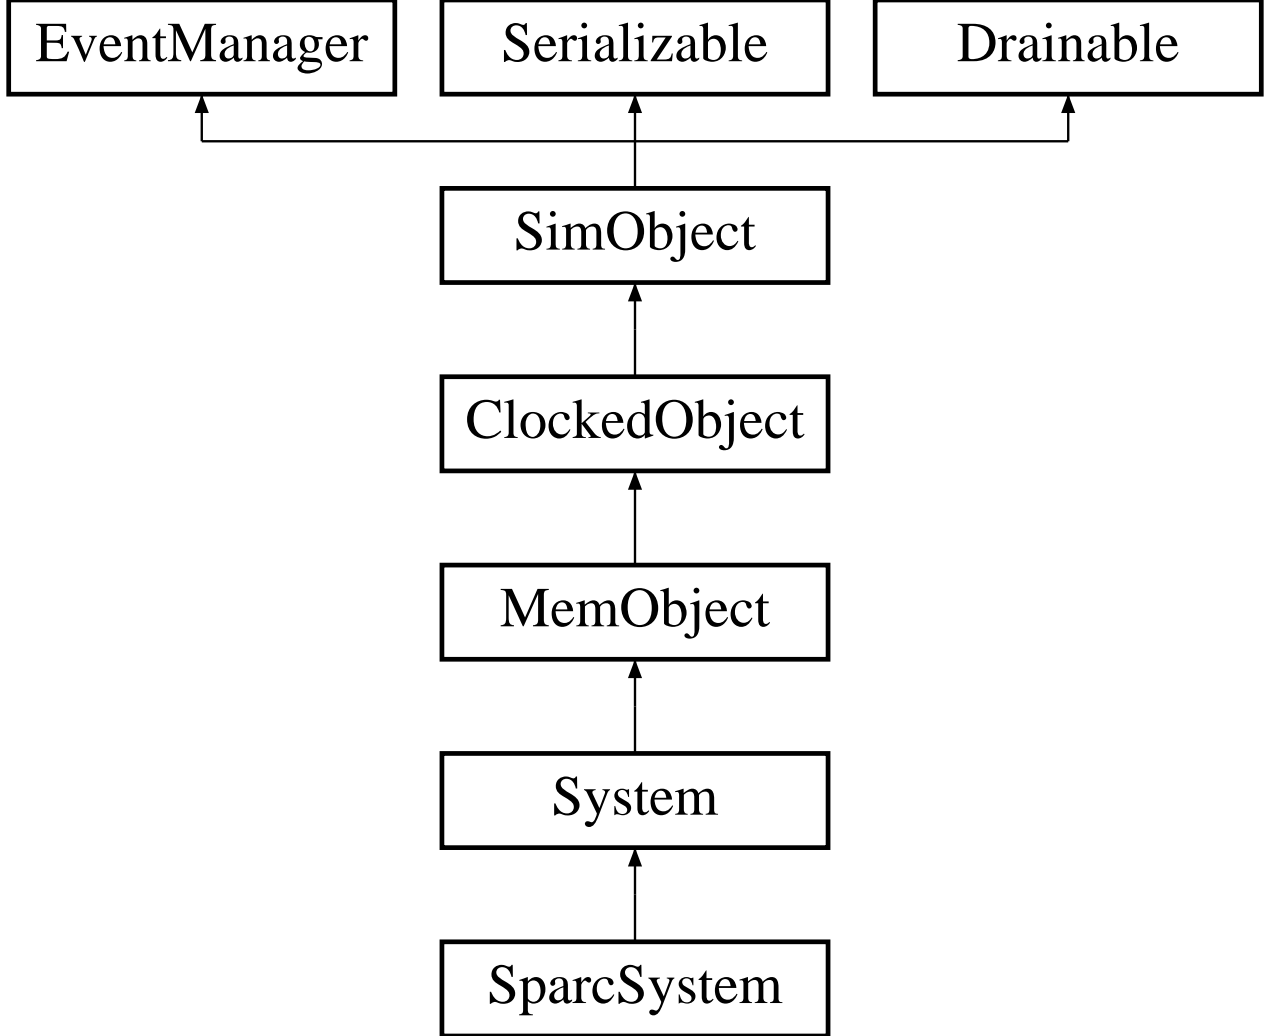 EventManager
Serializable
Drainable
SimObject
ClockedObject
MemObject
System
SparcSystem